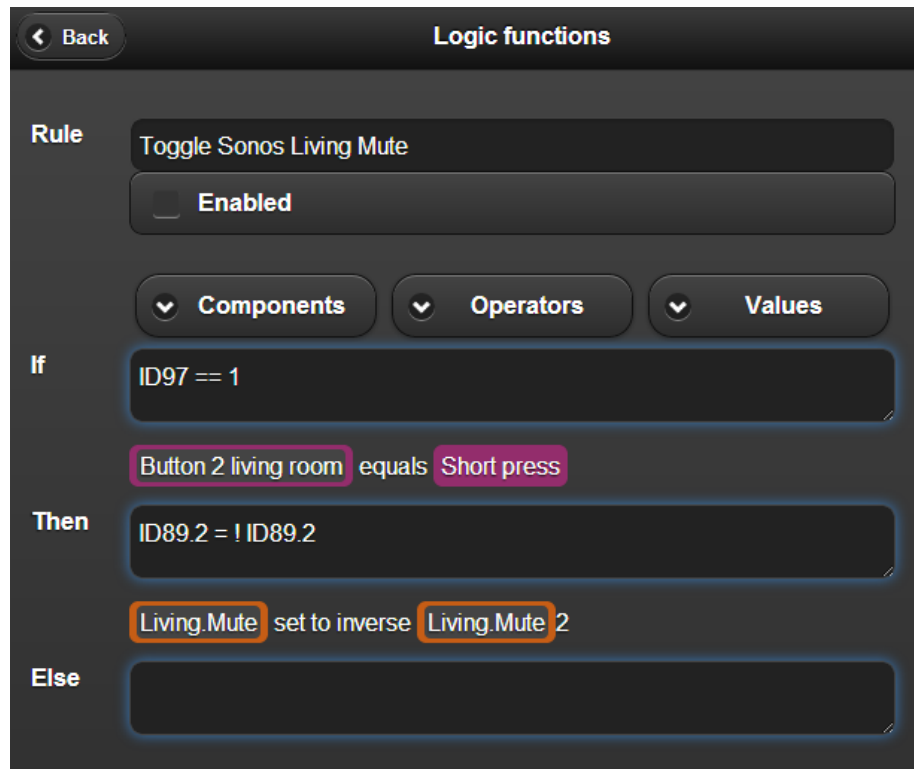 Back
Logic functions
Rule
Toggle Sonos Living Mute
Enabled
Components Operators Values
If
ID97 == 1
Button 2 living room equals Short press
Then
ID89.2 = ! ID89.2
Living.Mute set to inverse Living.Mute 2
Else